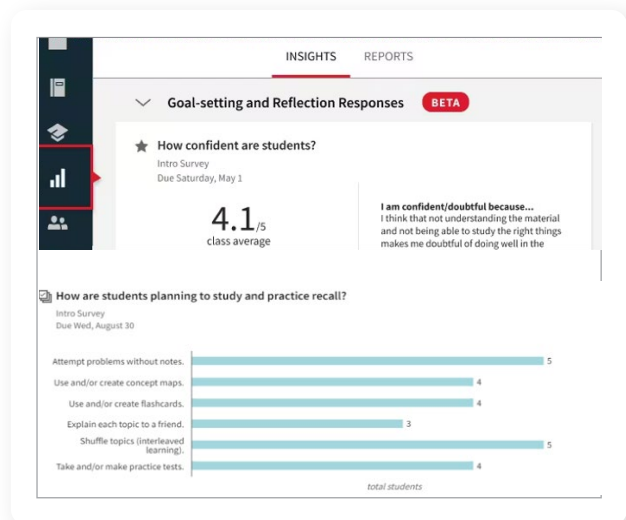 INSIGHTS REPORTS
Goal-setting and Reflection Responses BETA
How confident are students?
Intro Survey
Due Saturday, May 1
4.1/5
class average
I am confident/doubtful because...
I think that not understanding the material
and not being able to study the right things
makes me doubtful of doing well in the
How are students planning to study and practice recall?
Intro Survey
Due Wed, August 30
Attempt problems without notes. 5
Use and/or create concept maps. 4
Use and/or create flashcards. 4
Explain each topic to a friend. 3
Shuffle topics (interleaved
learning). 5
Take and/or make practice tests. 4
total students